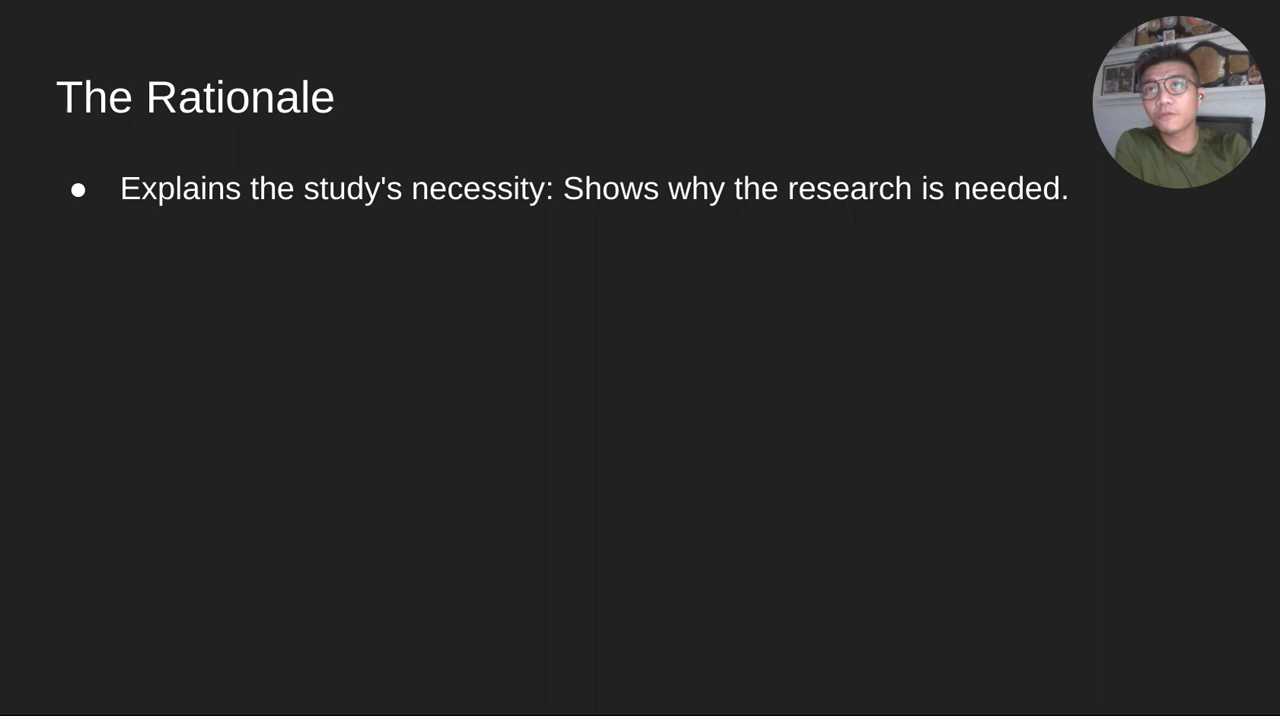 The Rationale
● Explains the study's necessity: Shows why the research is needed.